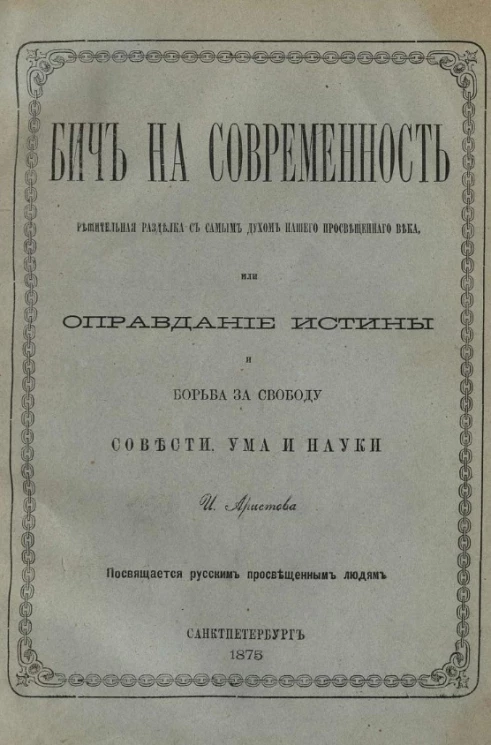 БИЧЪ НА СОВРЕМЕННОСТЬ
РѢШИТЕЛЬНАЯ РАЗДѢЛКА СЪ САМЫМЪ ДУХОМЪ НАШЕГО ПРОСВѢЩЕННАГО ВѢКА,
ИЛИ
ОПРАВДАНІЕ ИСТИНЫ
И
БОРЬБА ЗА СВОБОДУ
СОВѢСТИ, УМА И НАУКИ
И. Аристова
Посвящается русскимъ просвѣщеннымъ людямъ
САНКТПЕТЕРБУРГЪ
1875